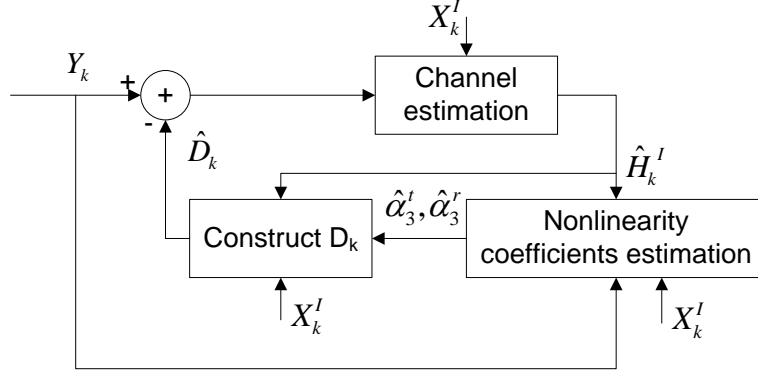 X_k^I
Y_k
+
+
-
Channel
estimation
D̂_k
Ĥ_k^I
α̂_3^t, α̂_3^r
Construct D_k
Nonlinearity
coefficients estimation
X_k^I
X_k^I